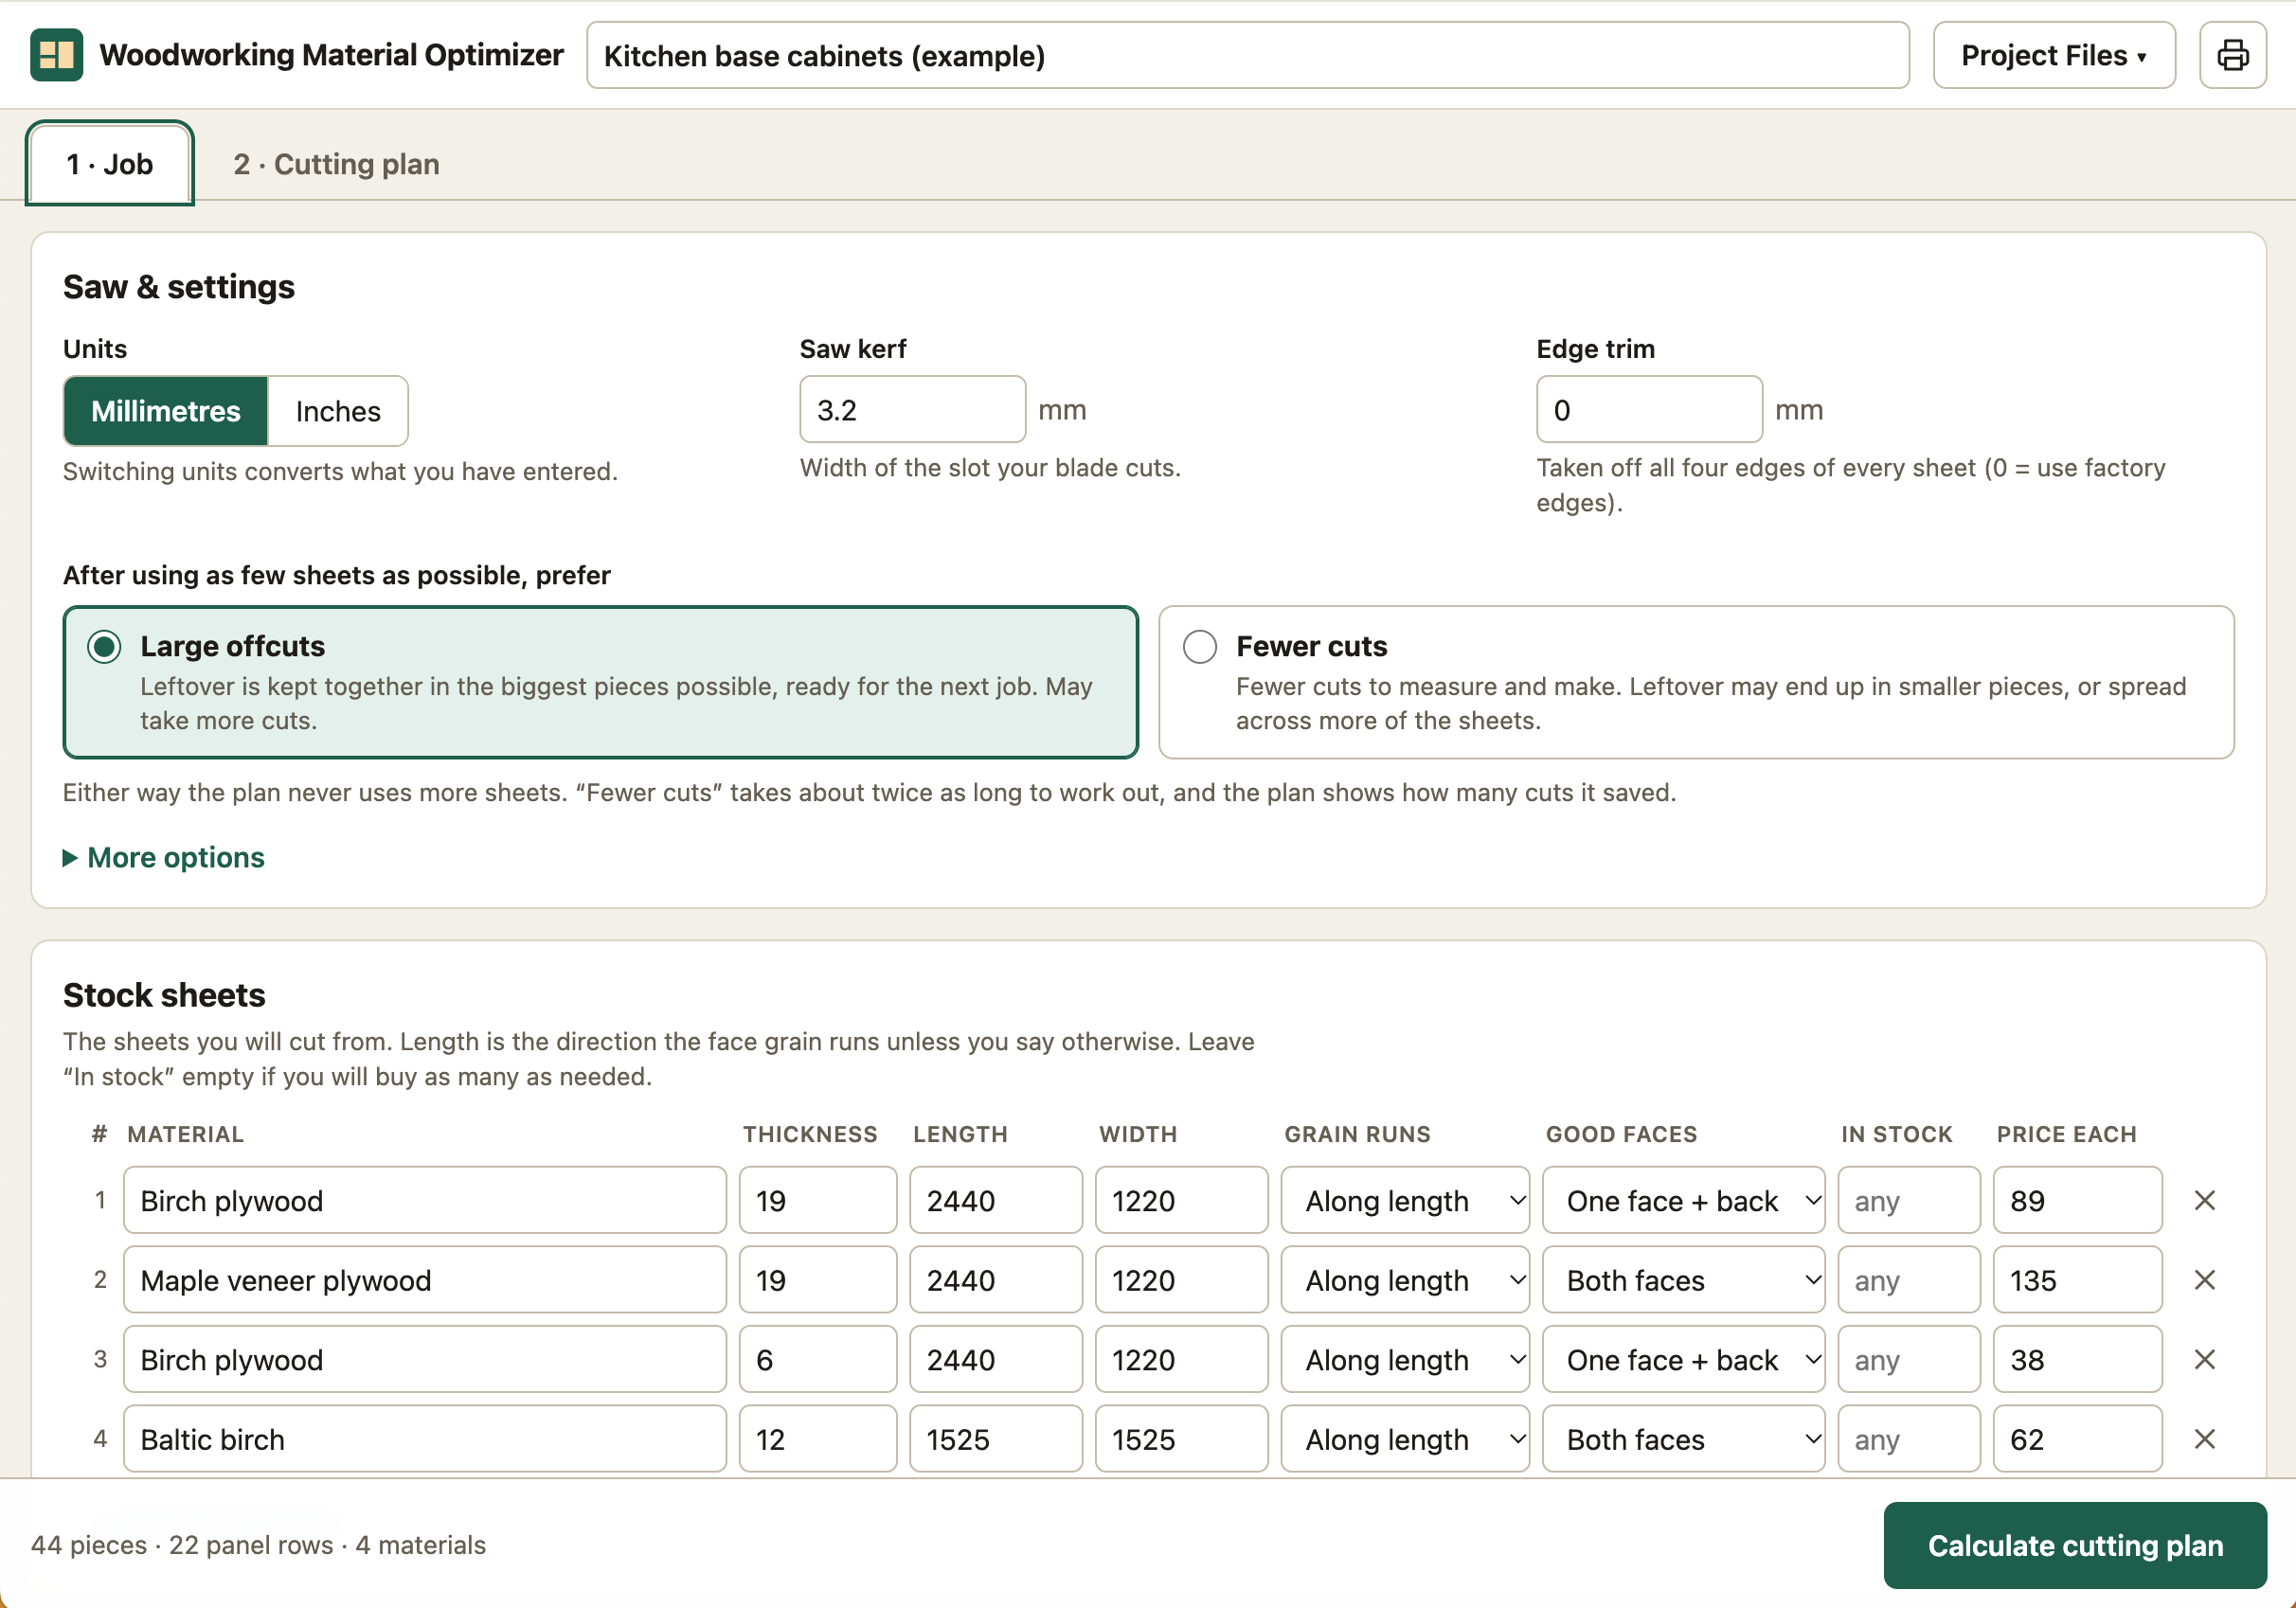 Woodworking Material Optimizer
Kitchen base cabinets (example)
Project Files ▾
1 · Job
2 · Cutting plan
Saw & settings
Units
Millimetres
Inches
Switching units converts what you have entered.
Saw kerf
3.2
mm
Width of the slot your blade cuts.
Edge trim
0
mm
Taken off all four edges of every sheet (0 = use factory
edges).
After using as few sheets as possible, prefer
Large offcuts
Leftover is kept together in the biggest pieces possible, ready for the next job. May
take more cuts.
Fewer cuts
Fewer cuts to measure and make. Leftover may end up in smaller pieces, or spread
across more of the sheets.
Either way the plan never uses more sheets. “Fewer cuts” takes about twice as long to work out, and the plan shows how many cuts it saved.
More options
Stock sheets
The sheets you will cut from. Length is the direction the face grain runs unless you say otherwise. Leave
“In stock” empty if you will buy as many as needed.
# MATERIAL THICKNESS LENGTH WIDTH GRAIN RUNS GOOD FACES IN STOCK PRICE EACH
1 Birch plywood 19 2440 1220 Along length One face + back any 89
2 Maple veneer plywood 19 2440 1220 Along length Both faces any 135
3 Birch plywood 6 2440 1220 Along length One face + back any 38
4 Baltic birch 12 1525 1525 Along length Both faces any 62
44 pieces · 22 panel rows · 4 materials
Calculate cutting plan